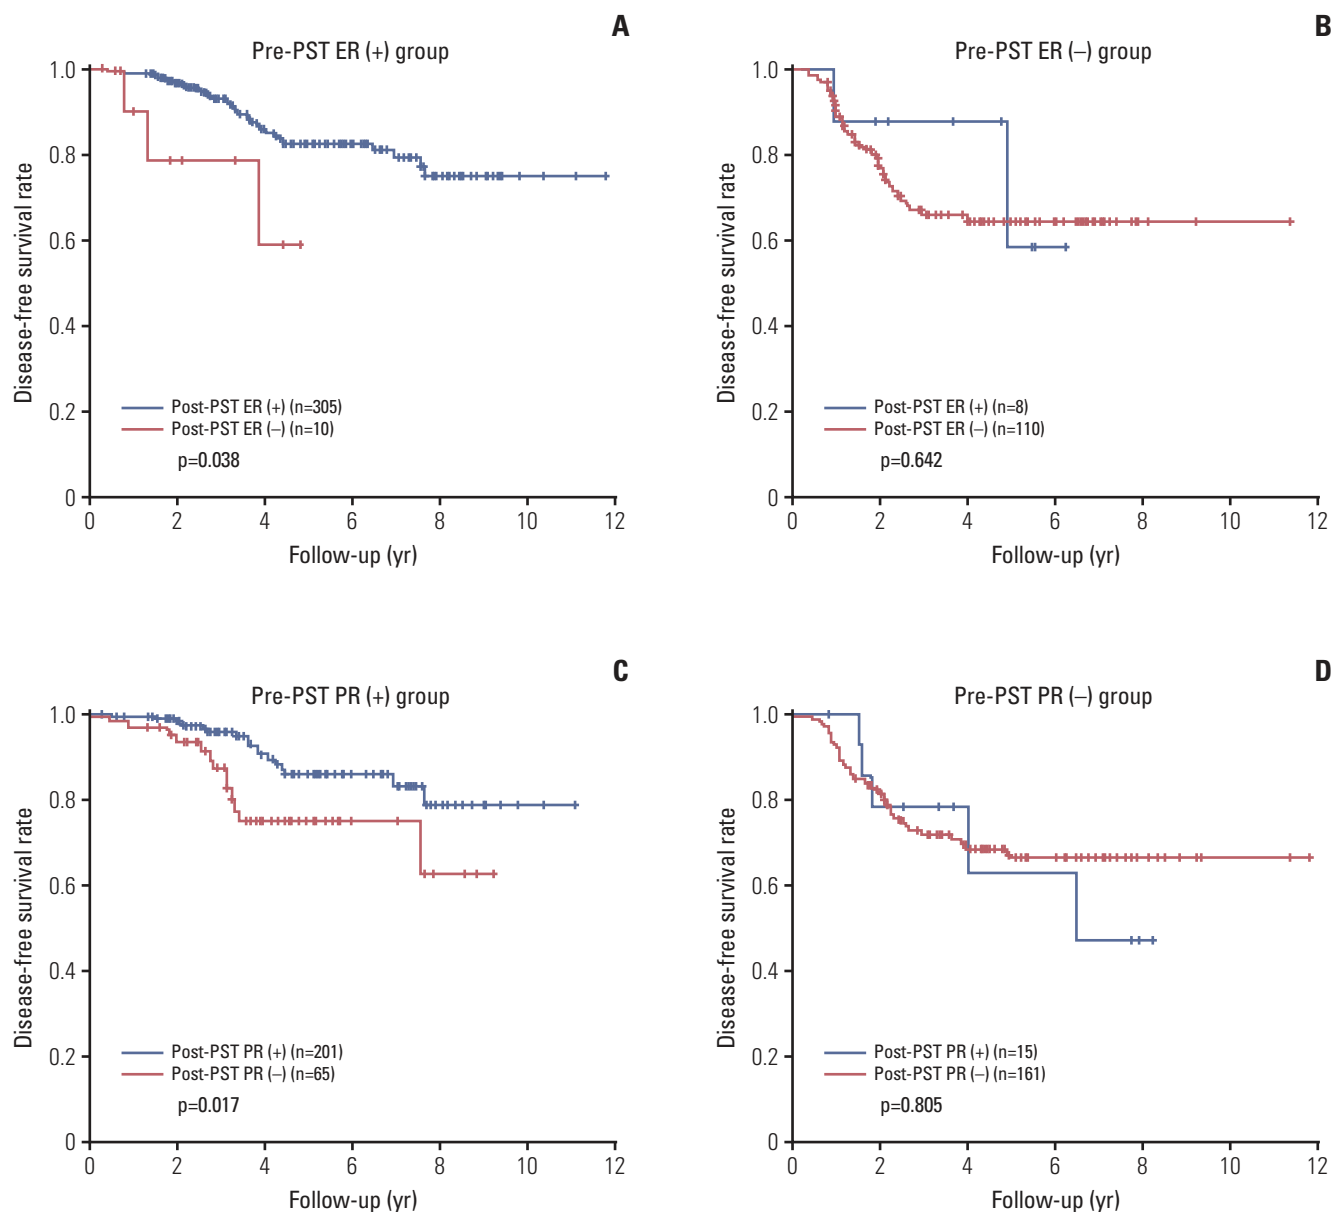 A
Pre-PST ER (+) group
1.0
0.8
0.6
0.4
0.2
0
Disease-free survival rate
Post-PST ER (+) (n=305)
Post-PST ER (–) (n=10)
p=0.038
0 2 4 6 8 10 12
Follow-up (yr)
B
Pre-PST ER (–) group
1.0
0.8
0.6
0.4
0.2
0
Disease-free survival rate
Post-PST ER (+) (n=8)
Post-PST ER (–) (n=110)
p=0.642
0 2 4 6 8 10 12
Follow-up (yr)
C
Pre-PST PR (+) group
1.0
0.8
0.6
0.4
0.2
0
Disease-free survival rate
Post-PST PR (+) (n=201)
Post-PST PR (–) (n=65)
p=0.017
0 2 4 6 8 10 12
Follow-up (yr)
D
Pre-PST PR (–) group
1.0
0.8
0.6
0.4
0.2
0
Disease-free survival rate
Post-PST PR (+) (n=15)
Post-PST PR (–) (n=161)
p=0.805
0 2 4 6 8 10 12
Follow-up (yr)